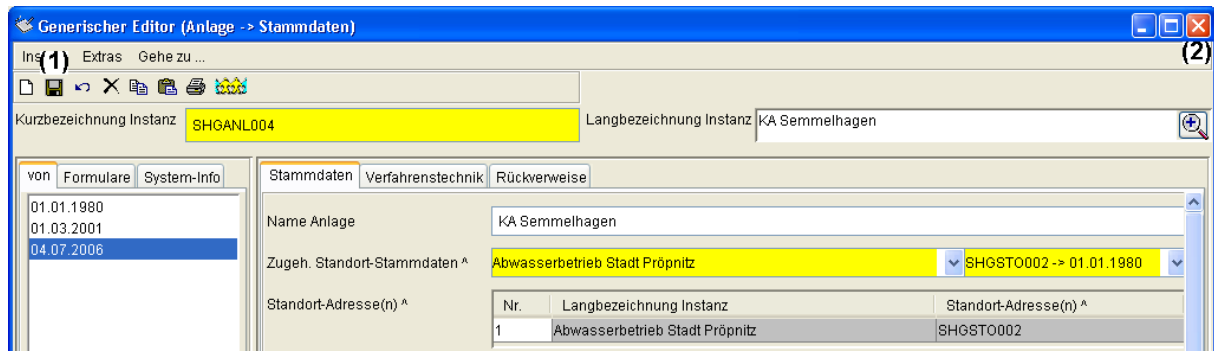 Generischer Editor (Anlage -> Stammdaten)
Ins (1) Extras Gehe zu ... (2)
Kurzbezeichnung Instanz SHGANL004 Langbezeichnung Instanz KA Semmelhagen
von Formulare System-Info Stammdaten Verfahrenstechnik Rückverweise
01.01.1980
01.03.2001
04.07.2006
Name Anlage KA Semmelhagen
Zugeh. Standort-Stammdaten ^ Abwasserbetrieb Stadt Pröpnitz SHGSTO002 -> 01.01.1980
Standort-Adresse(n) ^ Nr. Langbezeichnung Instanz Standort-Adresse(n) ^
1 Abwasserbetrieb Stadt Pröpnitz SHGSTO002